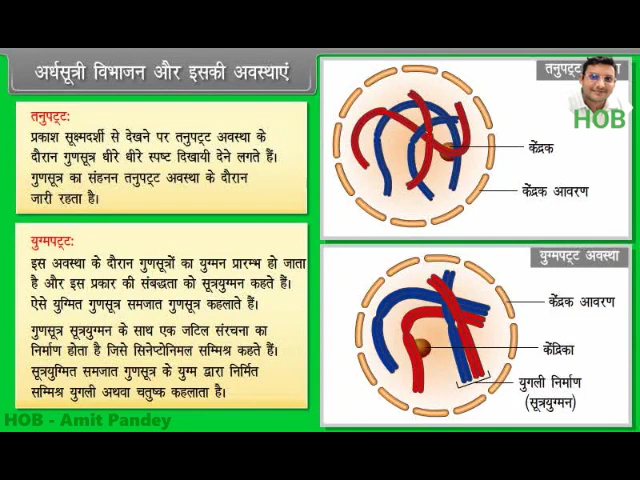 अर्धसूत्री विभाजन और इसकी अवस्थाएं
तनुपट्ट:
प्रकाश सूक्ष्मदर्शी से देखने पर तनुपट्ट अवस्था के
दौरान गुणसूत्र धीरे धीरे स्पष्ट दिखायी देने लगते हैं।
गुणसूत्र का संहनन तनुपट्ट अवस्था के दौरान
जारी रहता है।
युग्मपट्ट:
इस अवस्था के दौरान गुणसूत्रों का युग्मन प्रारम्भ हो जाता
है और इस प्रकार की संबद्धता को सूत्रयुग्मन कहते हैं।
ऐसे युग्मित गुणसूत्र समजात गुणसूत्र कहलाते हैं।
गुणसूत्र सूत्रयुग्मन के साथ एक जटिल संरचना का
निर्माण होता है जिसे सिनेप्टोनिमल सम्मिश्र कहते हैं।
सूत्रयुग्मित समजात गुणसूत्र के युग्म द्वारा निर्मित
सम्मिश्र युगली अथवा चतुष्क कहलाता है।
HOB - Amit Pandey
तनुपट्ट
HOB
केंद्रक
केंद्रक आवरण
युग्मपट्ट अवस्था
केंद्रक आवरण
केंद्रिका
युगली निर्माण
(सूत्रयुग्मन)